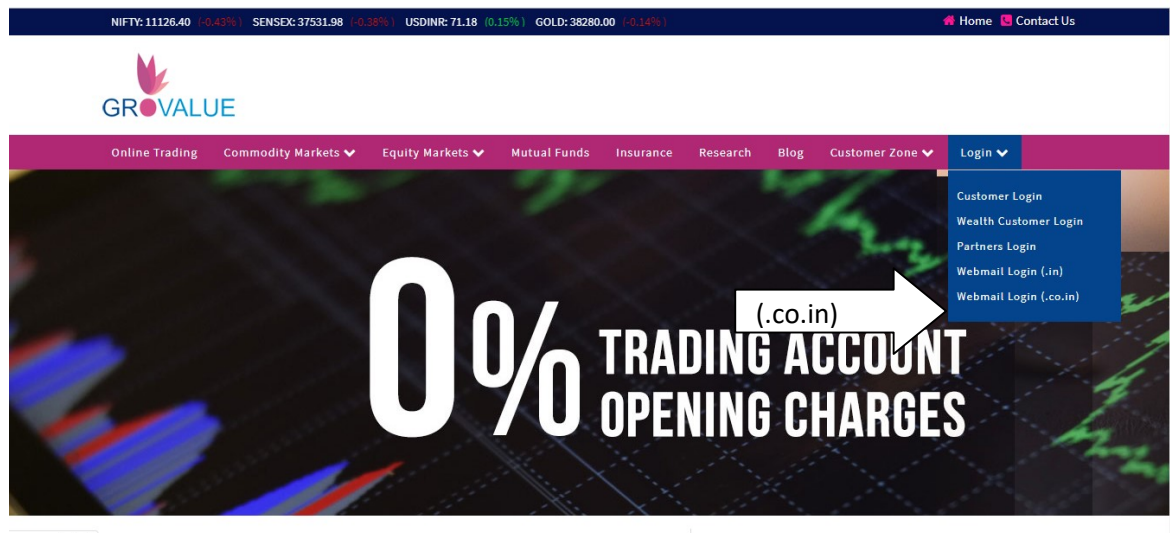 NIFTY: 11126.40 (-0.43%) SENSEX: 37531.98 (-0.38%) USDINR: 71.18 (0.15%) GOLD: 38280.00 (-0.14%) Home Contact Us
GROVALUE
Online Trading Commodity Markets Equity Markets Mutual Funds Insurance Research Blog Customer Zone Login
Customer Login
Wealth Customer Login
Partners Login
Webmail Login (.in)
Webmail Login (.co.in)
(.co.in)
0% TRADING ACCOUNT
OPENING CHARGES